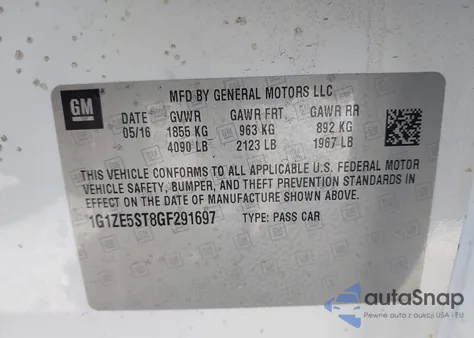 GM
MFD BY GENERAL MOTORS LLC
DATE GVWR GAWR FRT GAWR RR
05/16 1855 KG 963 KG 892 KG
4090 LB 2123 LB 1967 LB
THIS VEHICLE CONFORMS TO ALL APPLICABLE U.S. FEDERAL MOTOR
VEHICLE SAFETY, BUMPER, AND THEFT PREVENTION STANDARDS IN
EFFECT ON THE DATE OF MANUFACTURE SHOWN ABOVE.
1G1ZE5ST8GF291697 TYPE: PASS CAR
autoSnap
Pewne auta z aukcji USA i EU